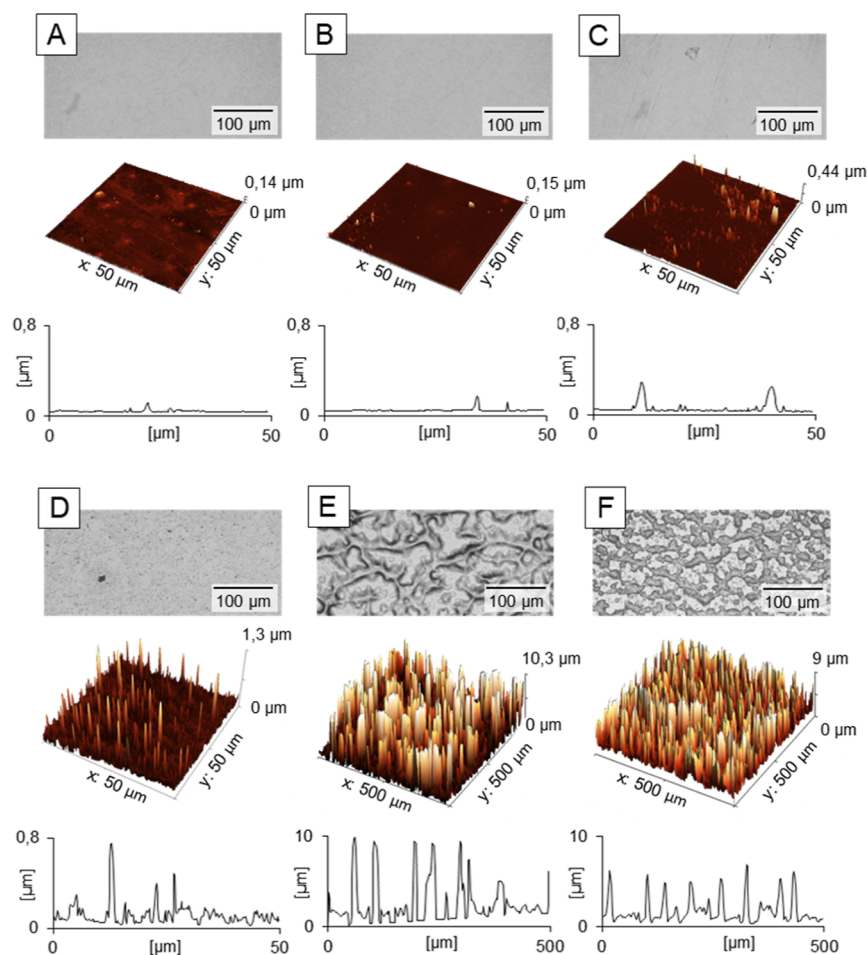 A B C
100 µm 100 µm 100 µm
0,14 µm 0,15 µm 0,44 µm
0 µm 0 µm 0 µm
x: 50 µm y: 50 µm x: 50 µm y: 50 µm x: 50 µm y: 50 µm
0,8 0,8 0,8
[µm] [µm] [µm]
0 0 0
0 [µm] 50 0 [µm] 50 0 [µm] 50
D E F
100 µm 100 µm 100 µm
1,3 µm 10,3 µm 9 µm
0 µm 0 µm 0 µm
x: 50 µm y: 50 µm x: 500 µm y: 500 µm x: 500 µm y: 500 µm
0,8 10 10
[µm] [µm] [µm]
0 0 0
0 [µm] 50 0 [µm] 500 0 [µm] 500